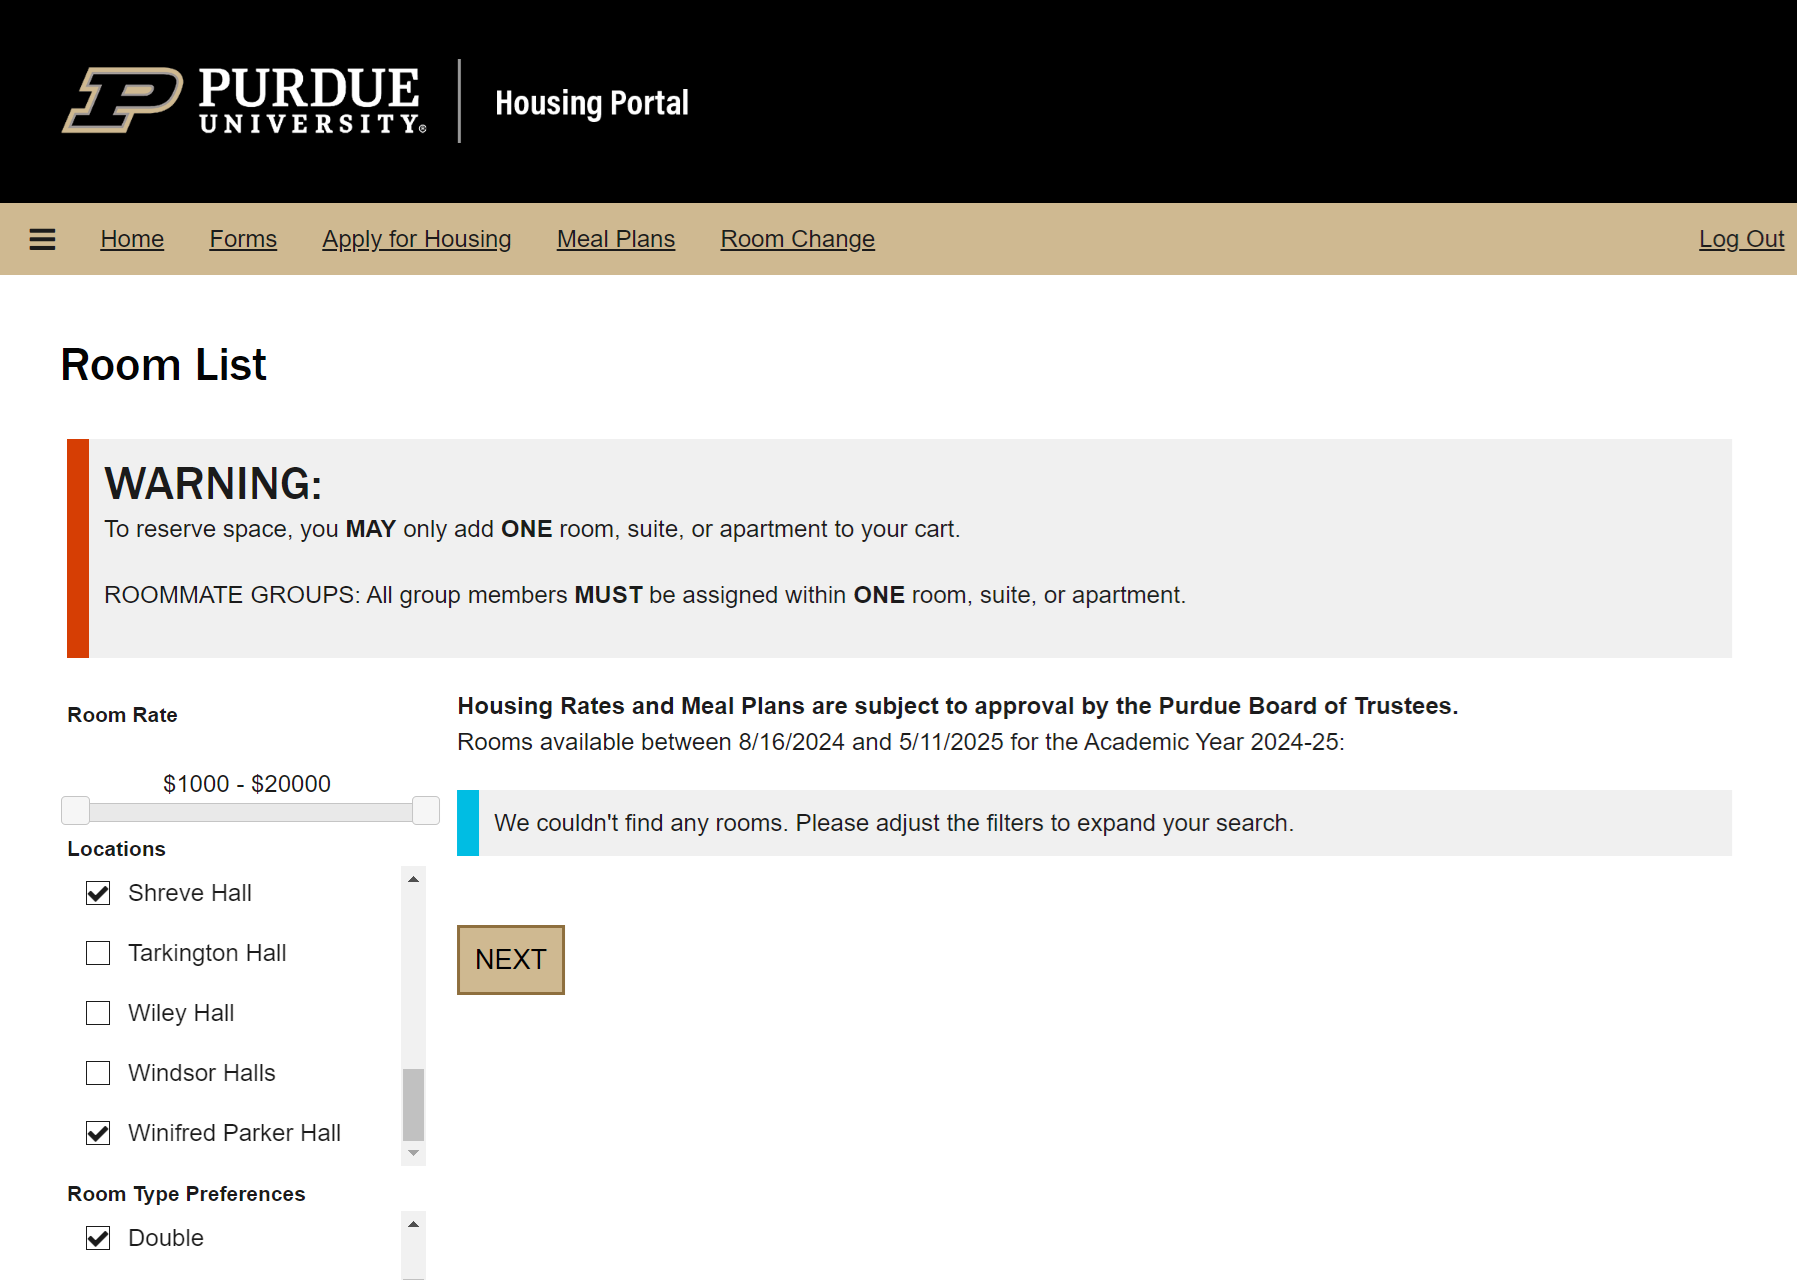 PURDUE
UNIVERSITY®
Housing Portal
Home Forms Apply for Housing Meal Plans Room Change Log Out
Room List
WARNING:
To reserve space, you MAY only add ONE room, suite, or apartment to your cart.
ROOMMATE GROUPS: All group members MUST be assigned within ONE room, suite, or apartment.
Room Rate
$1000 - $20000
Locations
Shreve Hall
Tarkington Hall
Wiley Hall
Windsor Halls
Winifred Parker Hall
Room Type Preferences
Double
Housing Rates and Meal Plans are subject to approval by the Purdue Board of Trustees.
Rooms available between 8/16/2024 and 5/11/2025 for the Academic Year 2024-25:
We couldn't find any rooms. Please adjust the filters to expand your search.
NEXT